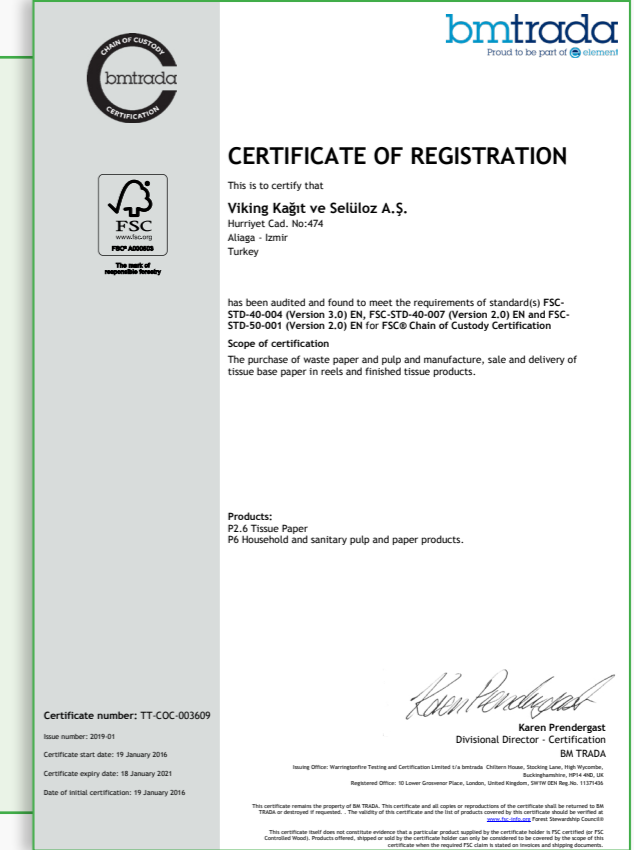 CHAIN OF CUSTODY
bmtrada
CERTIFICATION
bmtrada
Proud to be part of element
FSC
www.fsc.org
FSC® A000503
The mark of
responsible forestry
CERTIFICATE OF REGISTRATION
This is to certify that
Viking Kağıt ve Selüloz A.Ş.
Hurriyet Cad. No:474
Aliaga - Izmir
Turkey
has been audited and found to meet the requirements of standard(s) FSC-
STD-40-004 (Version 3.0) EN, FSC-STD-40-007 (Version 2.0) EN and FSC-
STD-50-001 (Version 2.0) EN for FSC® Chain of Custody Certification
Scope of certification
The purchase of waste paper and pulp and manufacture, sale and delivery of
tissue base paper in reels and finished tissue products.
Products:
P2.6 Tissue Paper
P6 Household and sanitary pulp and paper products.
Certificate number: TT-COC-003609
Issue number: 2019-01
Certificate start date: 19 January 2016
Certificate expiry date: 18 January 2021
Date of initial certification: 19 January 2016
Karen Prendergast
Karen Prendergast
Divisional Director - Certification
BM TRADA
Issuing Office: Warringtonfire Testing and Certification Limited t/a bmtrada Chiltern House, Stocking Lane, High Wycombe,
Buckinghamshire, HP14 4ND, UK
Registered Office: 10 Lower Grosvenor Place, London, United Kingdom, SW1W 0EN Reg.No. 11371436
This certificate remains the property of BM TRADA. This certificate and all copies or reproductions of the certificate shall be returned to BM
TRADA or destroyed if requested. . The validity of this certificate and the list of products covered by this certificate should be verified at
www.fsc-info.org Forest Stewardship Council®
This certificate itself does not constitute evidence that a particular product supplied by the certificate holder is FSC certified (or FSC
Controlled Wood). Products offered, shipped or sold by the certificate holder can only be considered to be covered by the scope of this
certificate when the required FSC claim is stated on invoices and shipping documents.